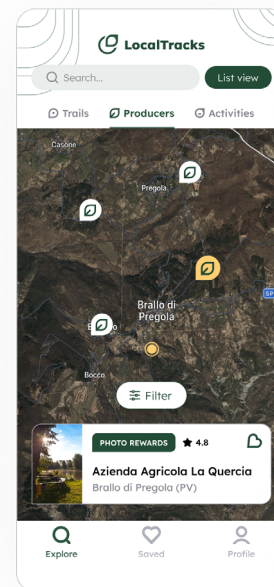 LocalTracks
Search...
List view
Trails
Producers
Activities
Casone
Pregola
SP
Brallo di
Pregola
Bocco
Filter
PHOTO REWARDS
4.8
Azienda Agricola La Quercia
Brallo di Pregola (PV)
Explore
Saved
Profile